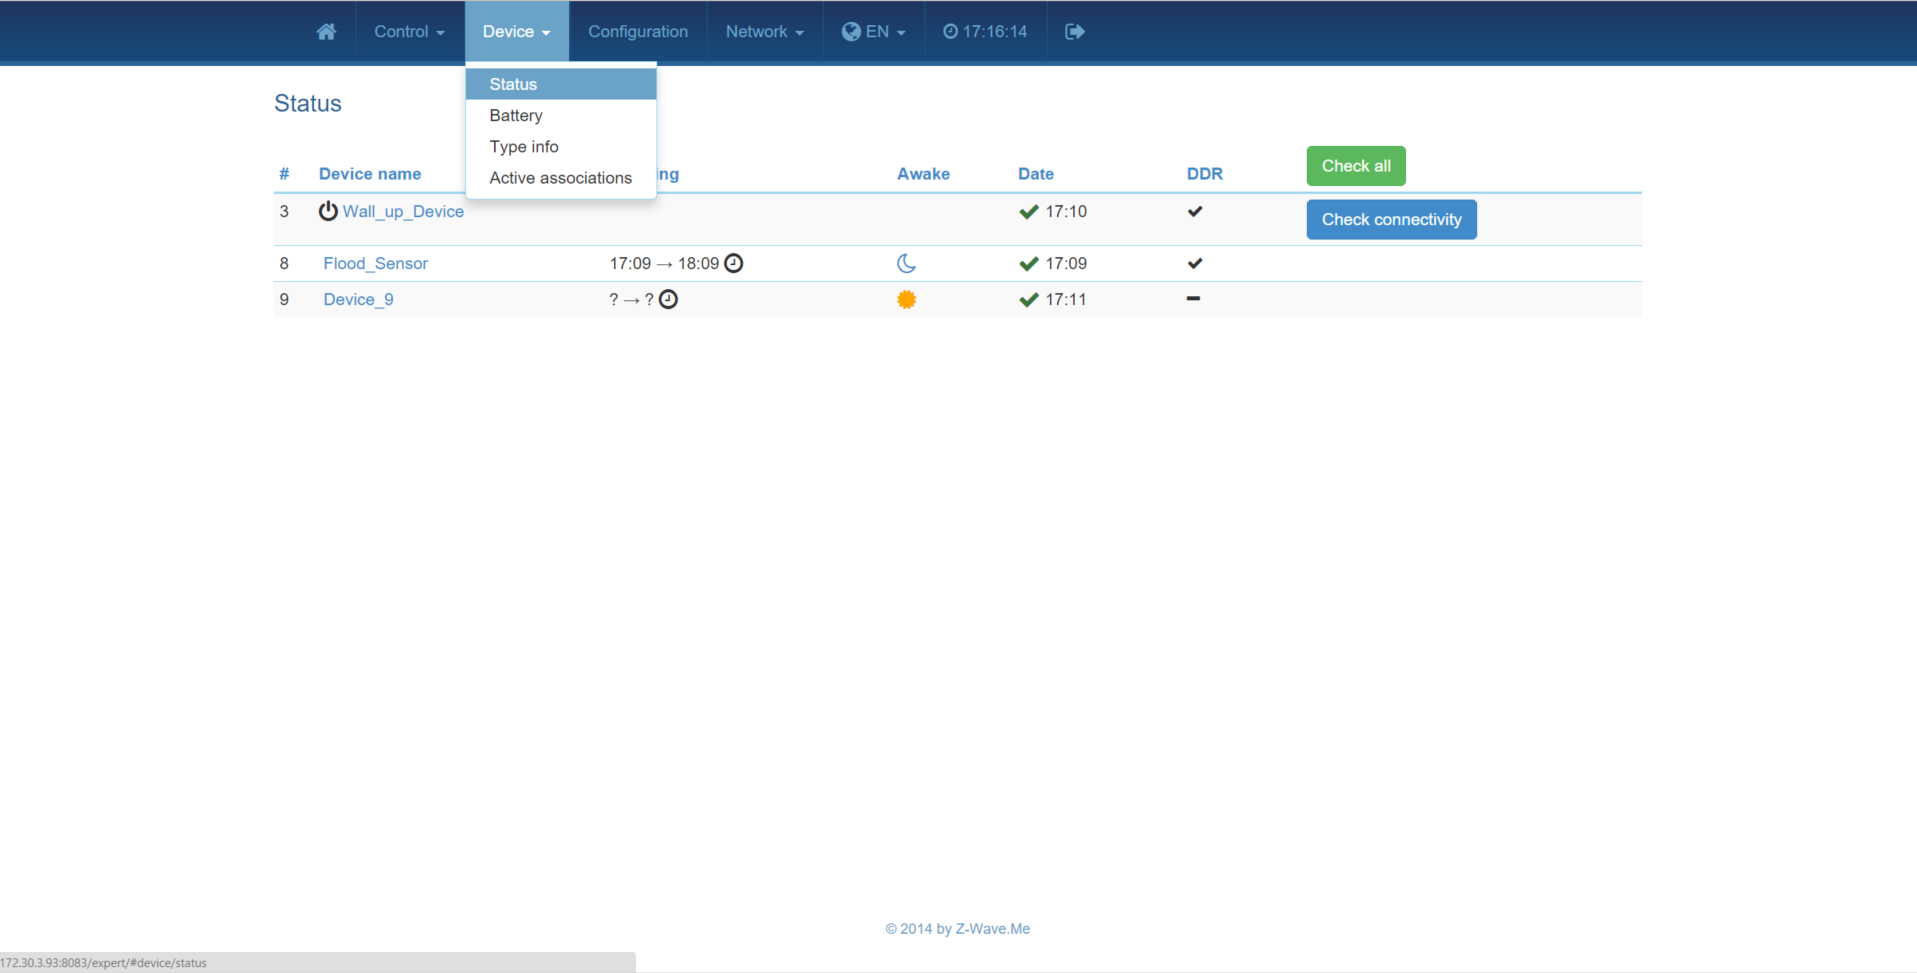 Control Device Configuration Network EN 17:16:14
Status
Battery
Type info
Active associations
Status
# Device name ing Awake Date DDR Check all
3 Wall_up_Device 17:10 Check connectivity
8 Flood_Sensor 17:09 → 18:09 17:09
9 Device_9 ? → ? 17:11
© 2014 by Z-Wave.Me
172.30.3.93:8083/expert/#device/status